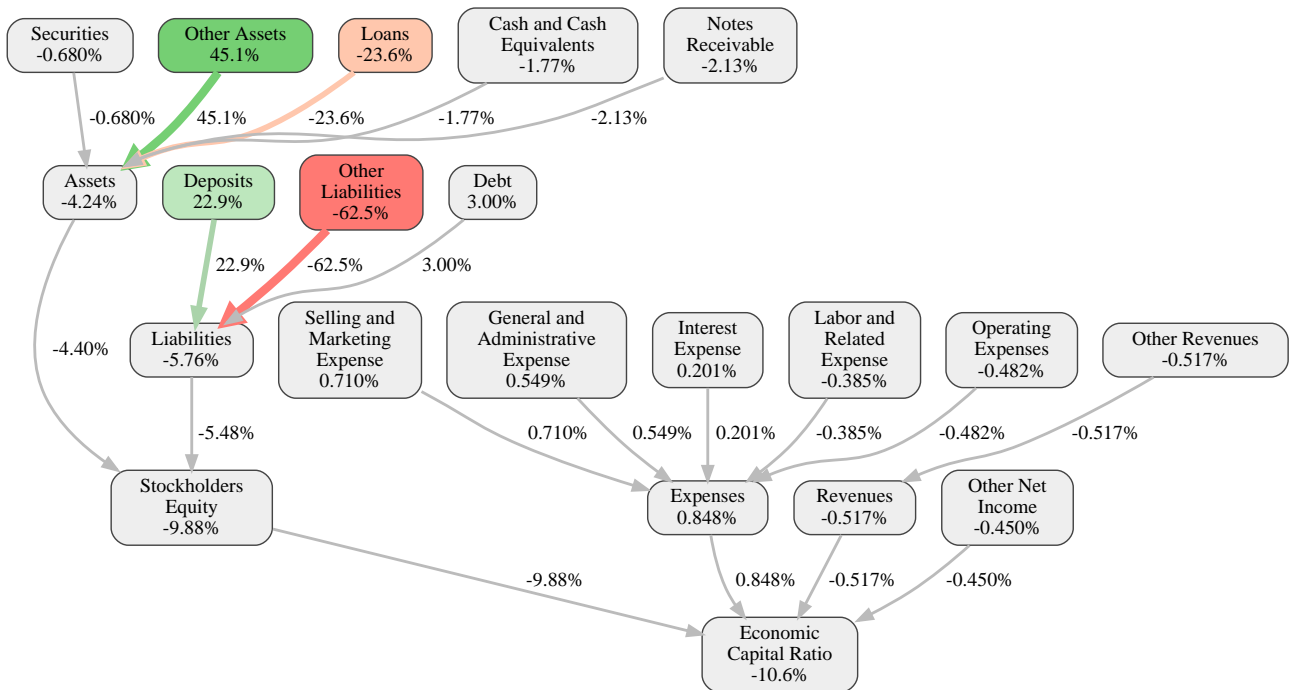 Securities
-0.680%
Other Assets
45.1%
Loans
-23.6%
Cash and Cash
Equivalents
-1.77%
Notes
Receivable
-2.13%
-0.680%
45.1%
-23.6%
-1.77%
-2.13%
Assets
-4.24%
Deposits
22.9%
Other
Liabilities
-62.5%
Debt
3.00%
22.9%
-62.5%
3.00%
-4.40%
Liabilities
-5.76%
Selling and
Marketing
Expense
0.710%
General and
Administrative
Expense
0.549%
Interest
Expense
0.201%
Labor and
Related
Expense
-0.385%
Operating
Expenses
-0.482%
Other Revenues
-0.517%
-5.48%
0.710%
0.549%
0.201%
-0.385%
-0.482%
-0.517%
Stockholders
Equity
-9.88%
Expenses
0.848%
Revenues
-0.517%
Other Net
Income
-0.450%
-9.88%
0.848%
-0.517%
-0.450%
Economic
Capital Ratio
-10.6%